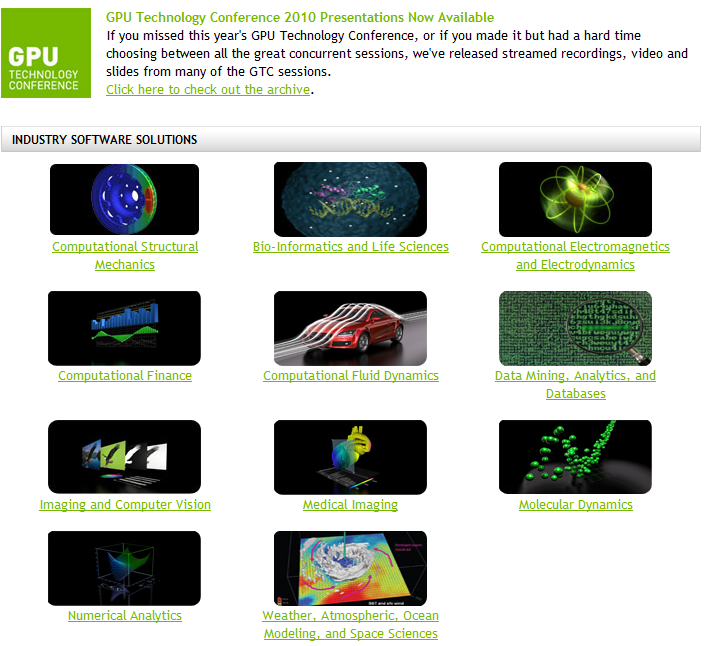 GPU
TECHNOLOGY
CONFERENCE
GPU Technology Conference 2010 Presentations Now Available
If you missed this year's GPU Technology Conference, or if you made it but had a hard time
choosing between all the great concurrent sessions, we've released streamed recordings, video and
slides from many of the GTC sessions.
Click here to check out the archive.
INDUSTRY SOFTWARE SOLUTIONS
Computational Structural
Mechanics
Bio-Informatics and Life Sciences
Computational Electromagnetics
and Electrodynamics
Computational Finance
Computational Fluid Dynamics
Data Mining, Analytics, and
Databases
Imaging and Computer Vision
Medical Imaging
Molecular Dynamics
Numerical Analytics
Weather, Atmospheric, Ocean
Modeling, and Space Sciences